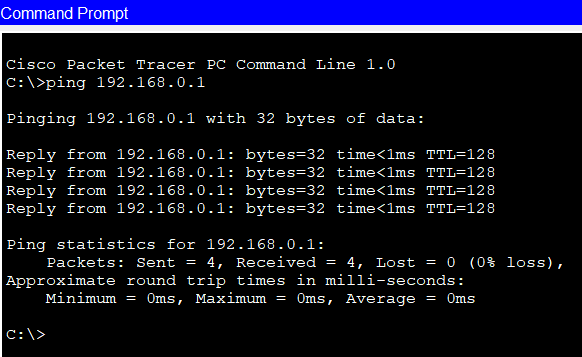 Command Prompt
Cisco Packet Tracer PC Command Line 1.0
C:\>ping 192.168.0.1
Pinging 192.168.0.1 with 32 bytes of data:
Reply from 192.168.0.1: bytes=32 time<1ms TTL=128
Reply from 192.168.0.1: bytes=32 time<1ms TTL=128
Reply from 192.168.0.1: bytes=32 time<1ms TTL=128
Reply from 192.168.0.1: bytes=32 time<1ms TTL=128
Ping statistics for 192.168.0.1:
Packets: Sent = 4, Received = 4, Lost = 0 (0% loss),
Approximate round trip times in milli-seconds:
Minimum = 0ms, Maximum = 0ms, Average = 0ms
C:\>